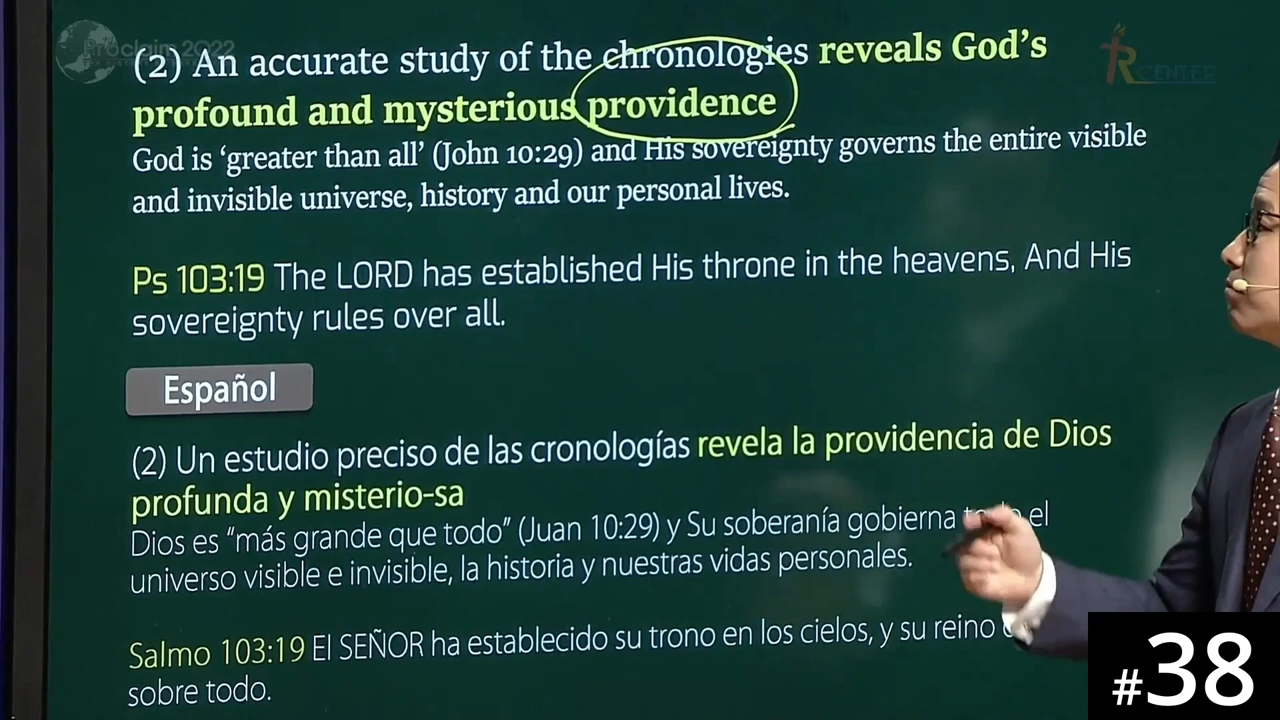 Proclaim 2022
RCENTER
(2) An accurate study of the chronologies reveals God's
profound and mysterious providence
God is ‘greater than all’ (John 10:29) and His sovereignty governs the entire visible
and invisible universe, history and our personal lives.
Ps 103:19 The LORD has established His throne in the heavens, And His
sovereignty rules over all.
Español
(2) Un estudio preciso de las cronologías revela la providencia de Dios
profunda y misterio-sa
Dios es “más grande que todo” (Juan 10:29) y Su soberanía gobierna todo el
universo visible e invisible, la historia y nuestras vidas personales.
Salmo 103:19 El SEÑOR ha establecido su trono en los cielos, y su reino
sobre todo.
#38